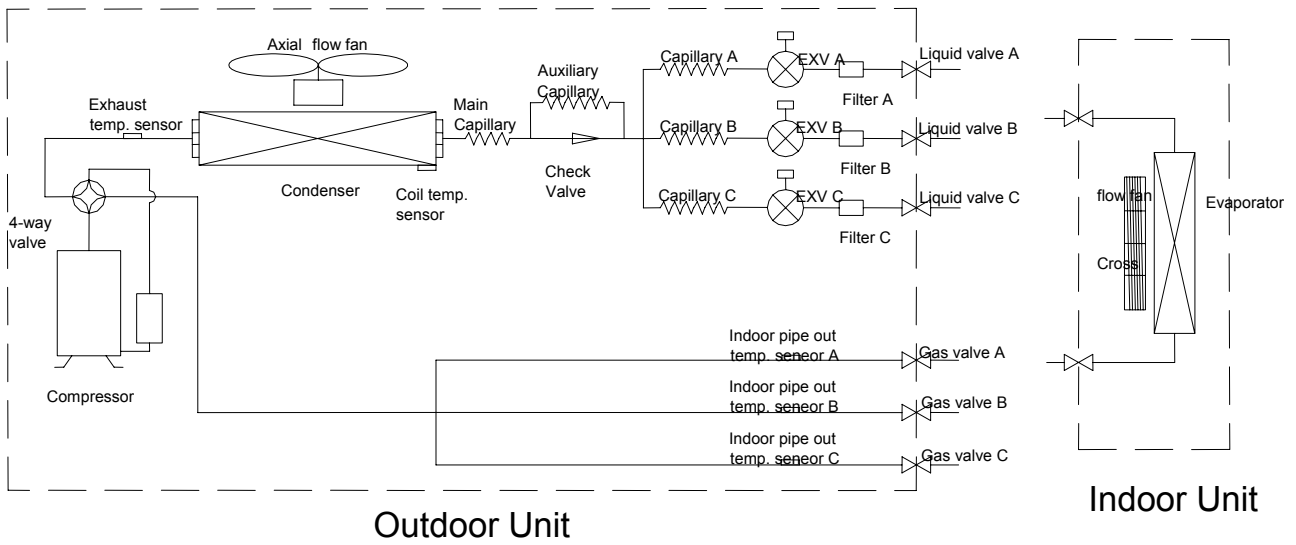 Axial flow fan
Exhaust
temp. sensor
Condenser
Coil temp.
sensor
Main
Capillary
Auxiliary
Capillary
Check
Valve
Capillary A
EXV A
Filter A
Liquid valve A
Capillary B
EXV B
Filter B
Liquid valve B
Capillary C
EXV C
Filter C
Liquid valve C
4-way
valve
Compressor
Indoor pipe out
temp. seneor A
Gas valve A
Indoor pipe out
temp. seneor B
Gas valve B
Indoor pipe out
temp. seneor C
Gas valve C
Outdoor Unit
flow fan
Cross
Evaporator
Indoor Unit